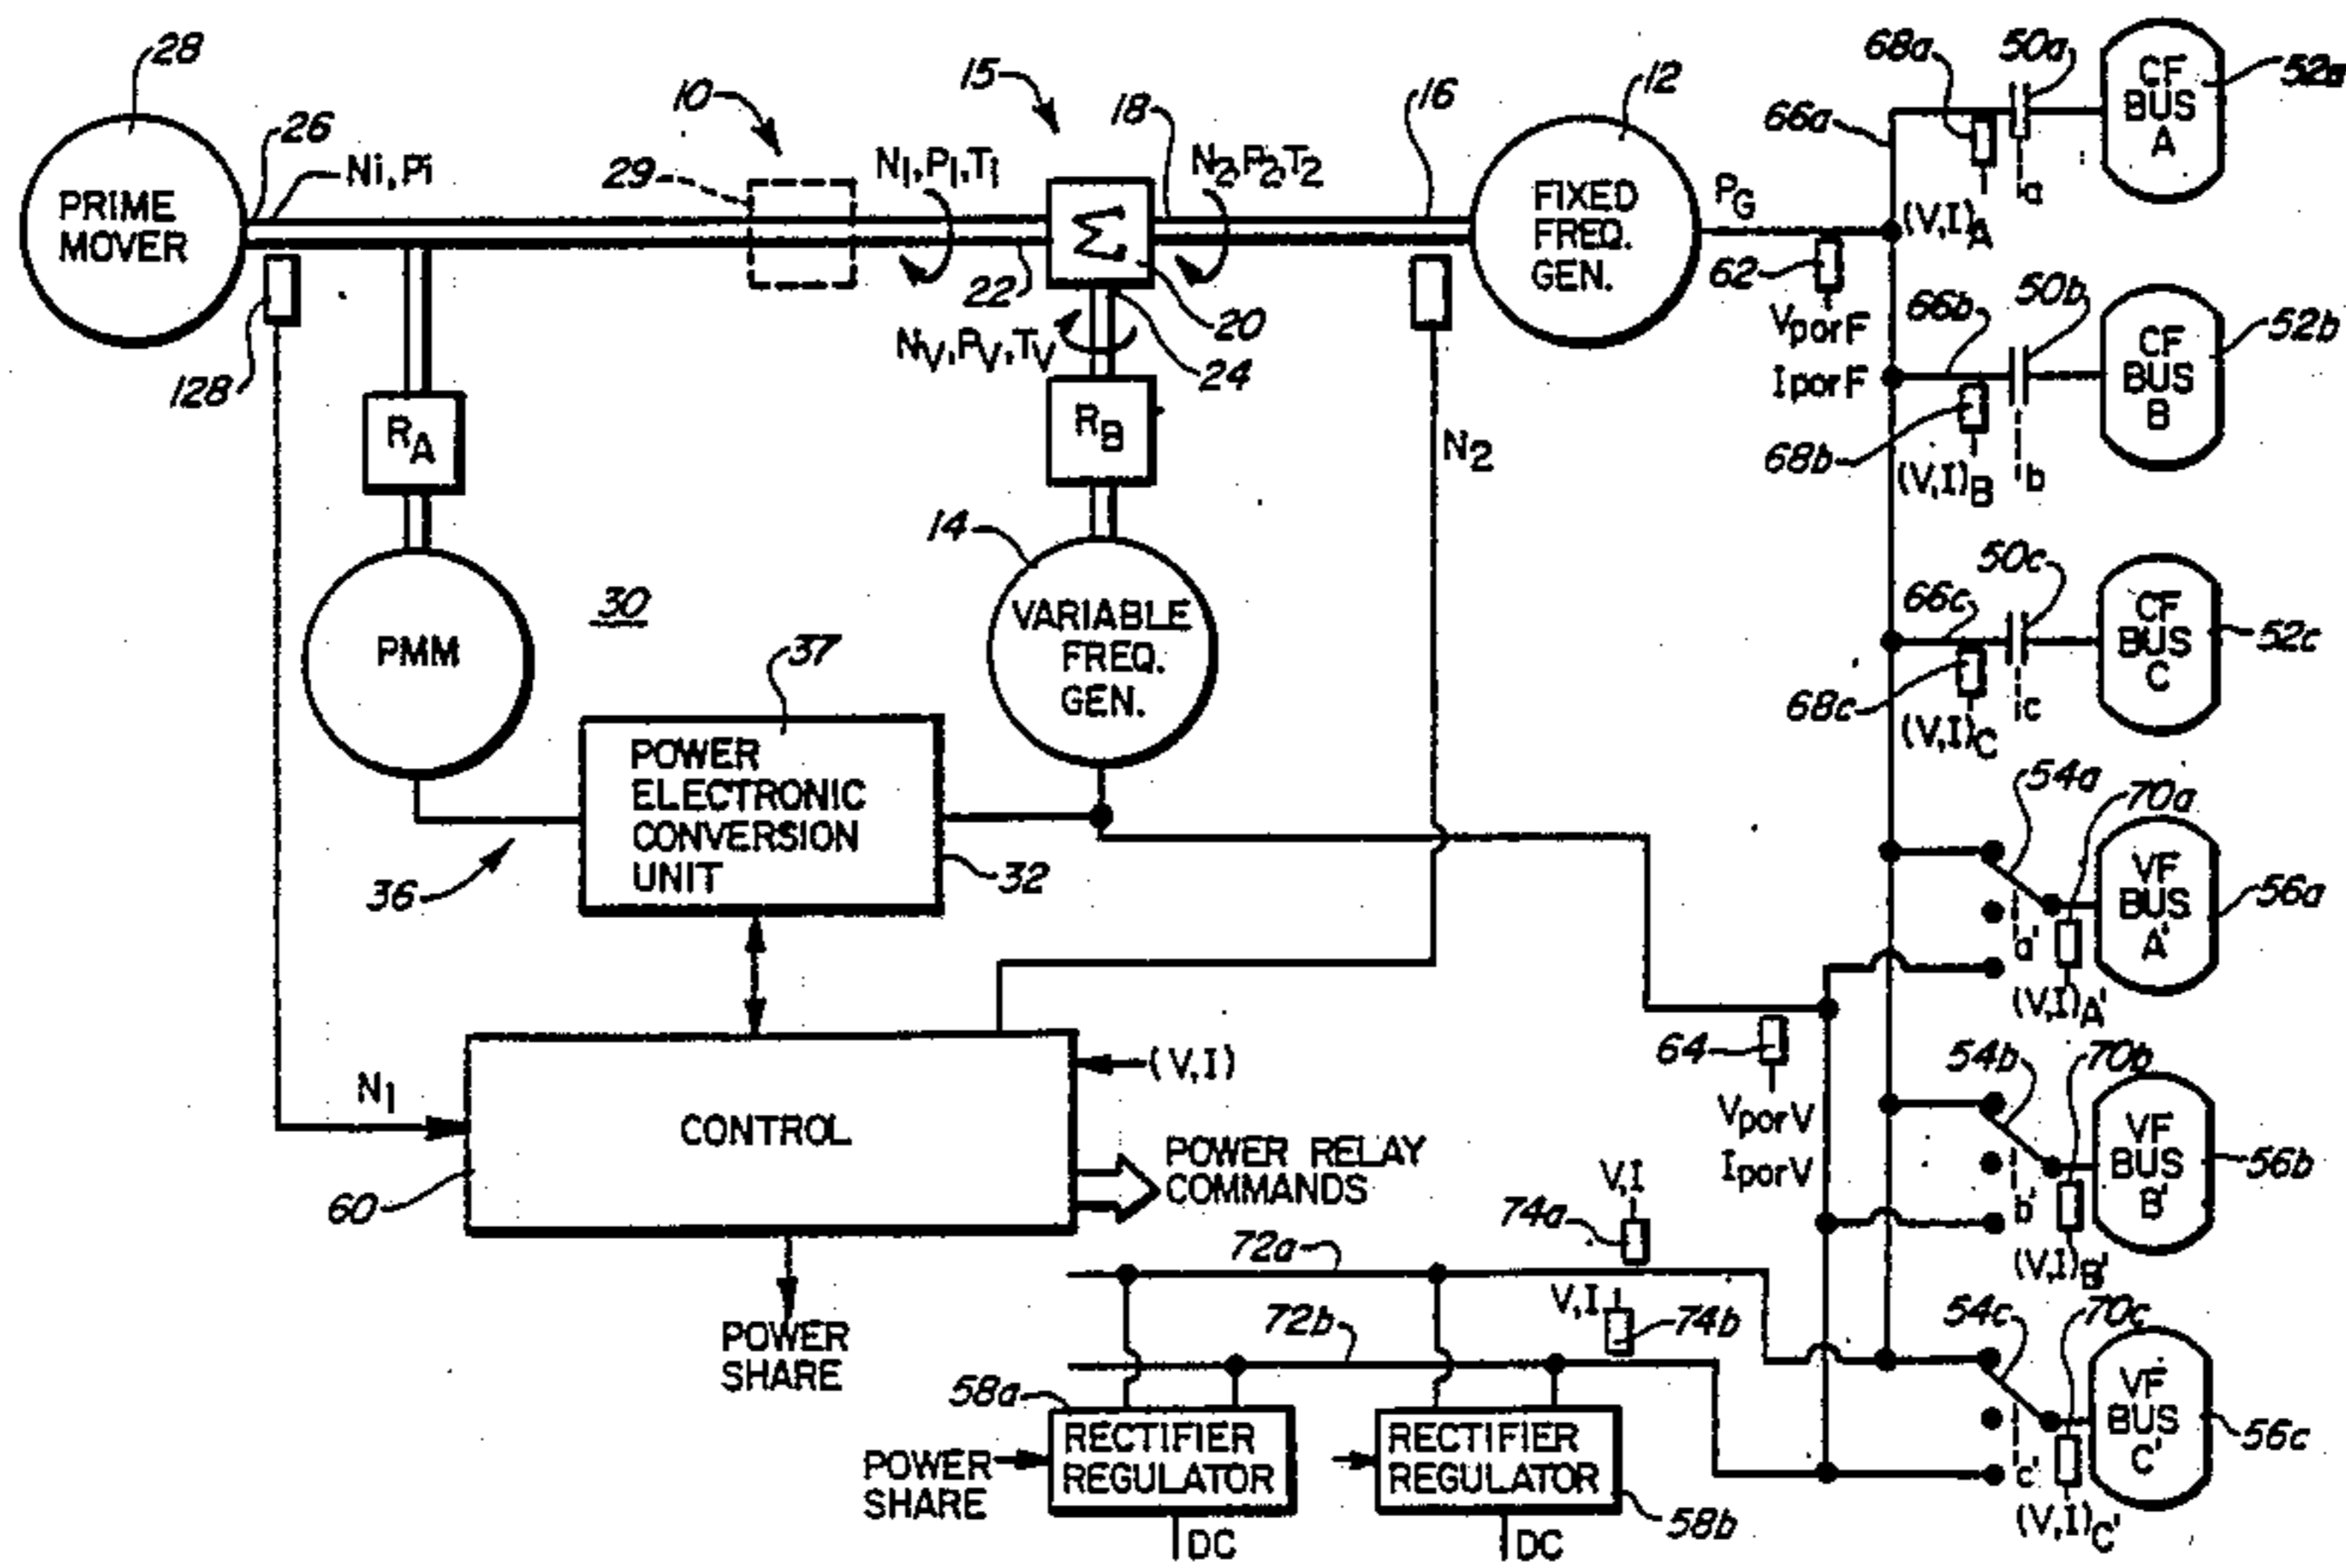 28
26
Ni, Pi
PRIME
MOVER
128
10
29
N1, P1, T1
15
18
N2, P2, T2
16
12
22
Σ
20
FIXED
FREQ.
GEN.
PG
62
VporF
IporF
NV, PV, TV
24
RA
RB
N2
PMM
30
14
VARIABLE
FREQ.
GEN.
37
POWER
ELECTRONIC
CONVERSION
UNIT
36
32
N1
CONTROL
60
(V,I)
POWER RELAY
COMMANDS
POWER
SHARE
66a
68a
50a
a
(V,I)A
CF
BUS
A
52a
66b
68b
50b
b
(V,I)B
CF
BUS
B
52b
66c
68c
50c
c
(V,I)C
CF
BUS
C
52c
54a
70a
a'
(V,I)A'
VF
BUS
A'
56a
64
VporV
IporV
54b
70b
b'
(V,I)B'
VF
BUS
B'
56b
54c
70c
c'
(V,I)C'
VF
BUS
C'
56c
72a
74a
V,I
72b
74b
V,I
58a
RECTIFIER
REGULATOR
POWER
SHARE
DC
RECTIFIER
REGULATOR
58b
DC